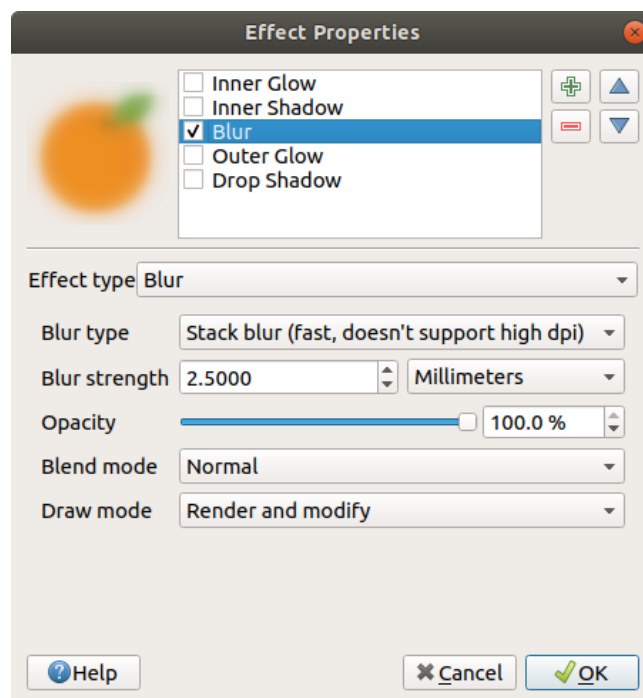 Effect Properties
Inner Glow
Inner Shadow
Blur
Outer Glow
Drop Shadow
Effect type Blur
Blur type Stack blur (fast, doesn't support high dpi)
Blur strength 2.5000 Millimeters
Opacity 100.0 %
Blend mode Normal
Draw mode Render and modify
Help Cancel OK